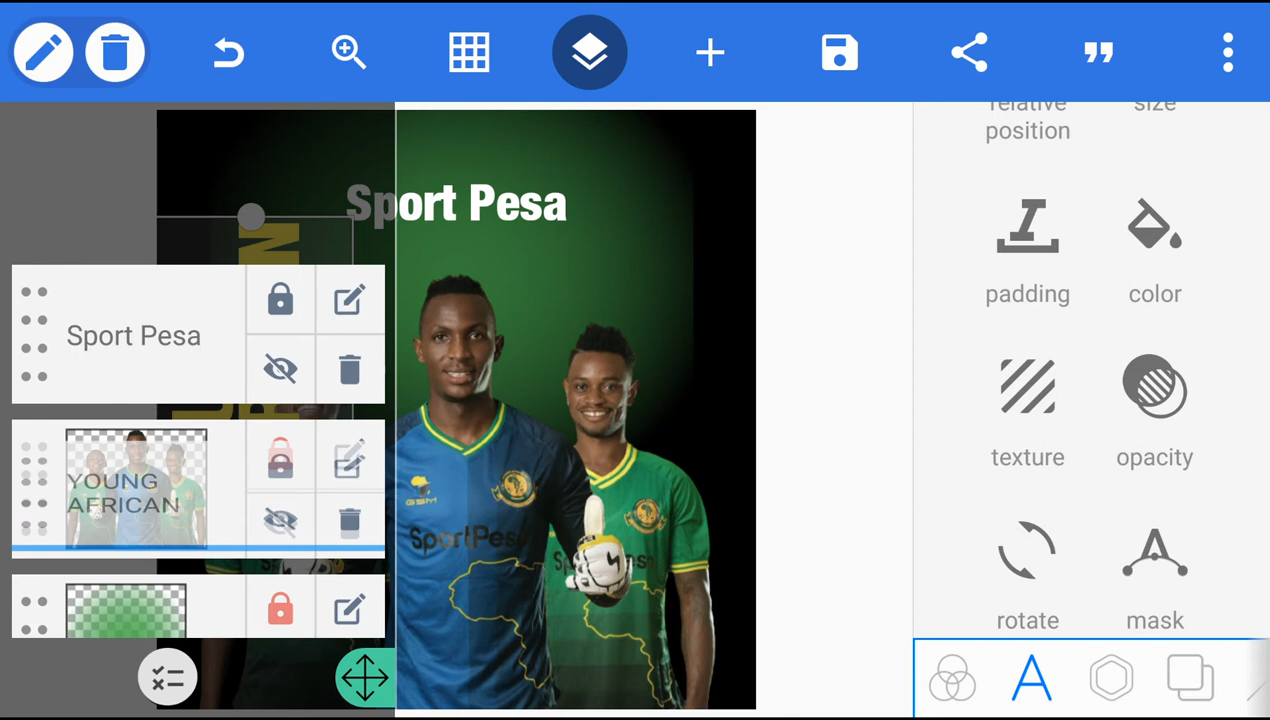 relative
position
size
Sport Pesa
padding
color
Sport Pesa
YOUNG
AFRICAN
GSM
SportPesa
texture
opacity
rotate
mask